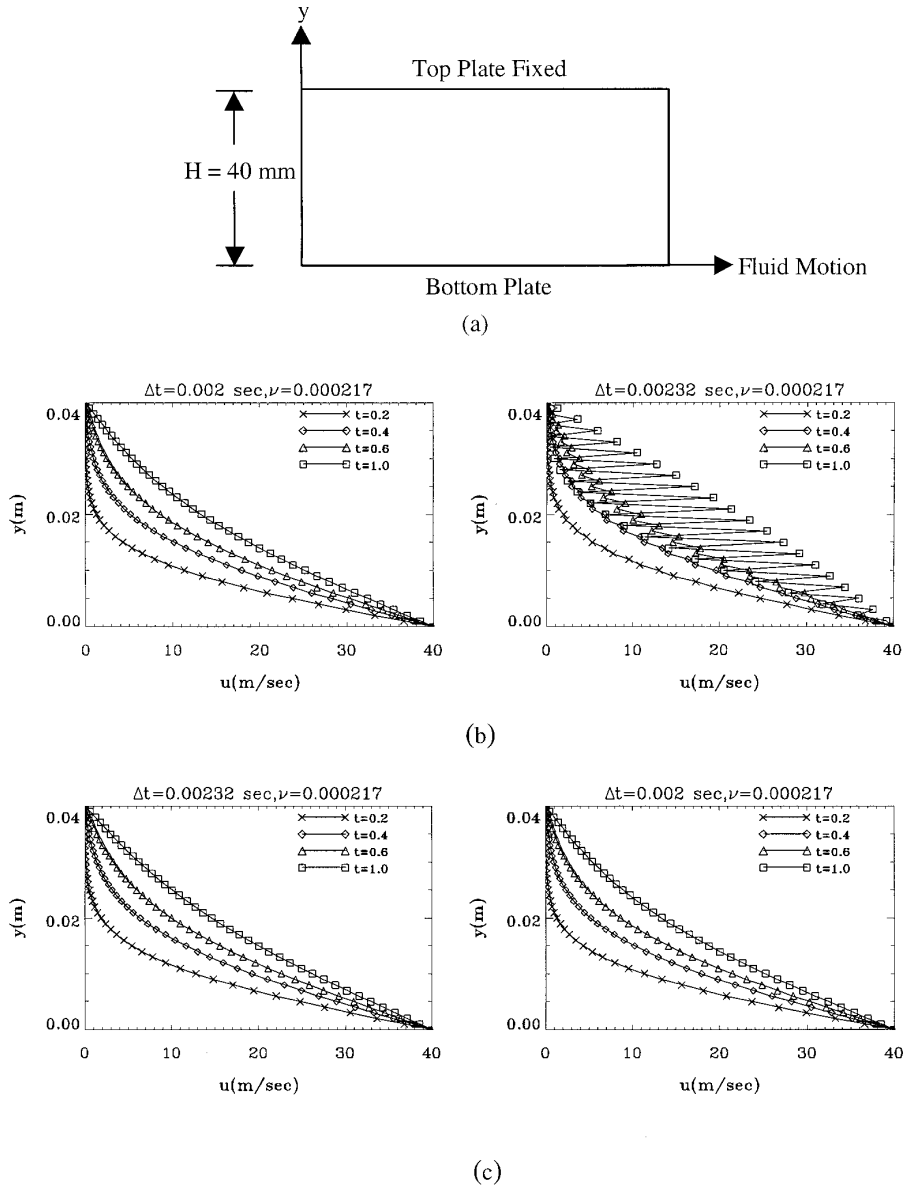 y
Top Plate Fixed
H = 40 mm
Fluid Motion
Bottom Plate
(a)
Δt=0.002 sec,ν=0.000217
0.04
0.02
0.00
y(m)
t=0.2
t=0.4
t=0.6
t=1.0
0 10 20 30 40
u(m/sec)
Δt=0.00232 sec,ν=0.000217
0.04
0.02
0.00
y(m)
t=0.2
t=0.4
t=0.6
t=1.0
0 10 20 30 40
u(m/sec)
(b)
Δt=0.00232 sec,ν=0.000217
0.04
0.02
0.00
y(m)
t=0.2
t=0.4
t=0.6
t=1.0
0 10 20 30 40
u(m/sec)
Δt=0.002 sec,ν=0.000217
0.04
0.02
0.00
y(m)
t=0.2
t=0.4
t=0.6
t=1.0
0 10 20 30 40
u(m/sec)
(c)